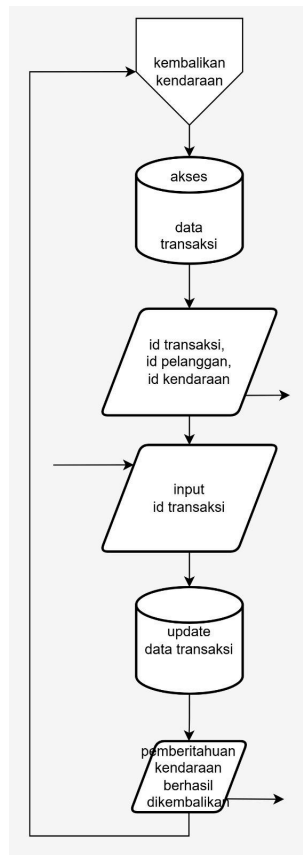 kembalikan
kendaraan
akses
data
transaksi
id transaksi,
id pelanggan,
id kendaraan
input
id transaksi
update
data transaksi
pemberitahuan
kendaraan
berhasil
dikembalikan